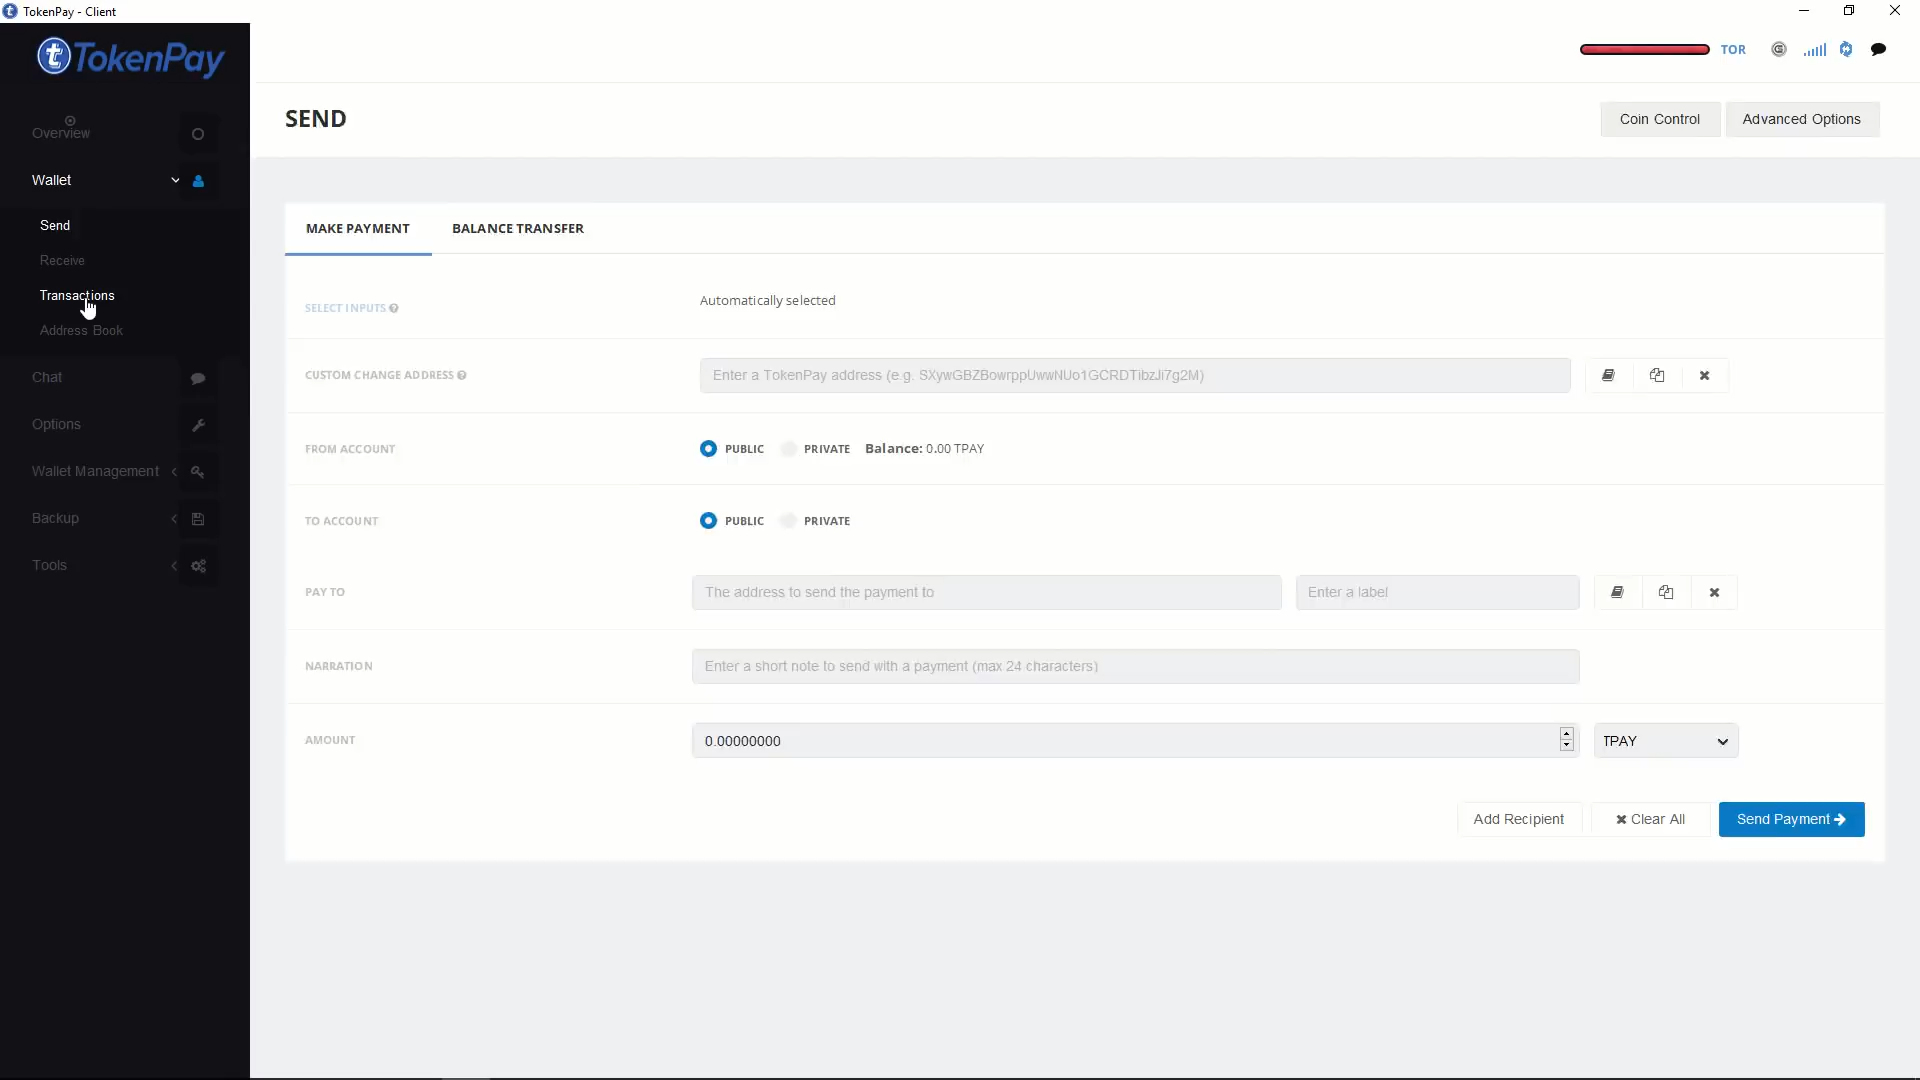 TokenPay - Client
TokenPay
TOR
SEND
Coin Control
Advanced Options
Overview
Wallet
Send
Receive
Transactions
Address Book
Chat
Options
Wallet Management
Backup
Tools
MAKE PAYMENT
BALANCE TRANSFER
SELECT INPUTS
Automatically selected
CUSTOM CHANGE ADDRESS
Enter a TokenPay address (e.g. SXywGBZBowrppUwwNUo1GCRDTibzJi7g2M)
FROM ACCOUNT
PUBLIC
PRIVATE
Balance: 0.00 TPAY
TO ACCOUNT
PUBLIC
PRIVATE
PAY TO
The address to send the payment to
Enter a label
NARRATION
Enter a short note to send with a payment (max 24 characters)
AMOUNT
0.00000000
TPAY
Add Recipient
Clear All
Send Payment